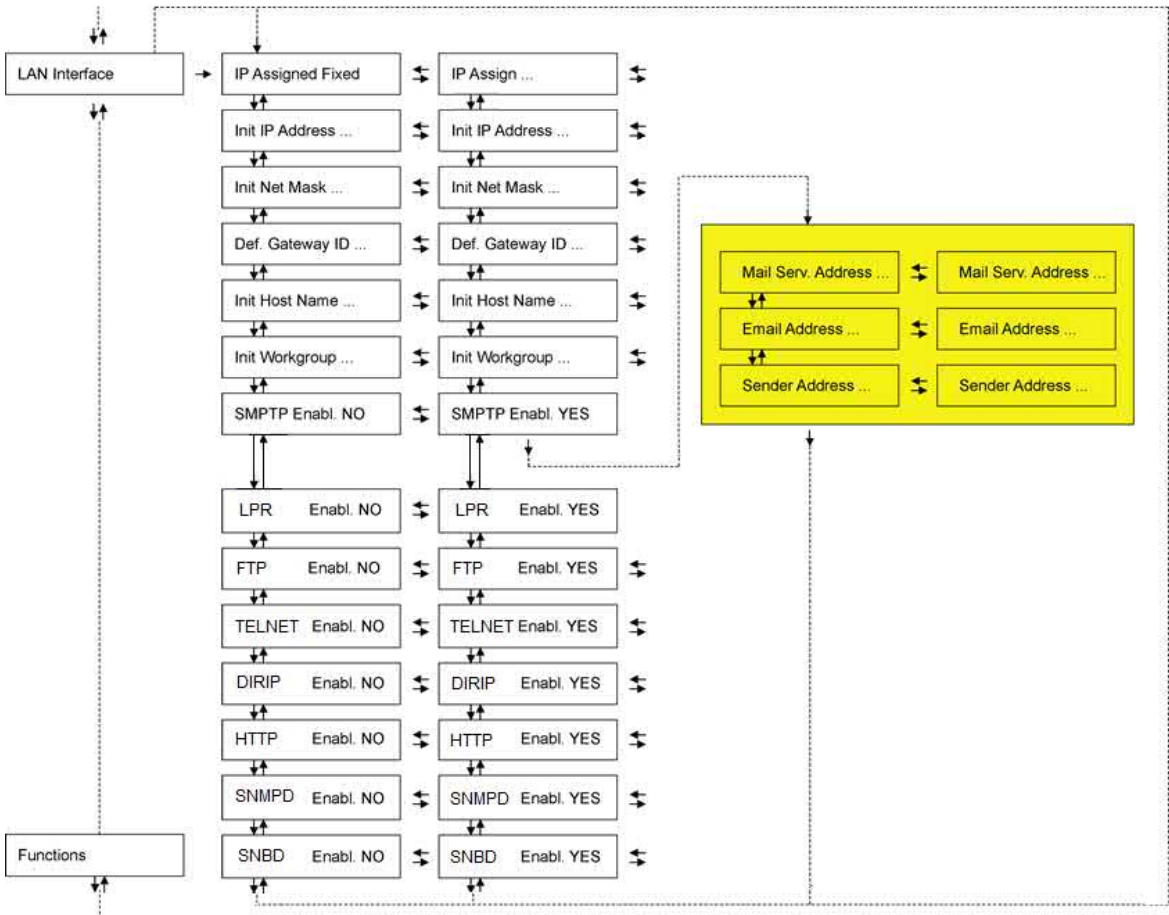 LAN Interface
IP Assigned Fixed
IP Assign ...
Init IP Address ...
Init IP Address ...
Init Net Mask ...
Init Net Mask ...
Def. Gateway ID ...
Def. Gateway ID ...
Init Host Name ...
Init Host Name ...
Init Workgroup ...
Init Workgroup ...
SMPTP Enabl. NO
SMPTP Enabl. YES
Mail Serv. Address ...
Mail Serv. Address ...
Email Address ...
Email Address ...
Sender Address ...
Sender Address ...
LPR Enabl. NO
LPR Enabl. YES
FTP Enabl. NO
FTP Enabl. YES
TELNET Enabl. NO
TELNET Enabl. YES
DIRIP Enabl. NO
DIRIP Enabl. YES
HTTP Enabl. NO
HTTP Enabl. YES
SNMPD Enabl. NO
SNMPD Enabl. YES
Functions
SNBD Enabl. NO
SNBD Enabl. YES